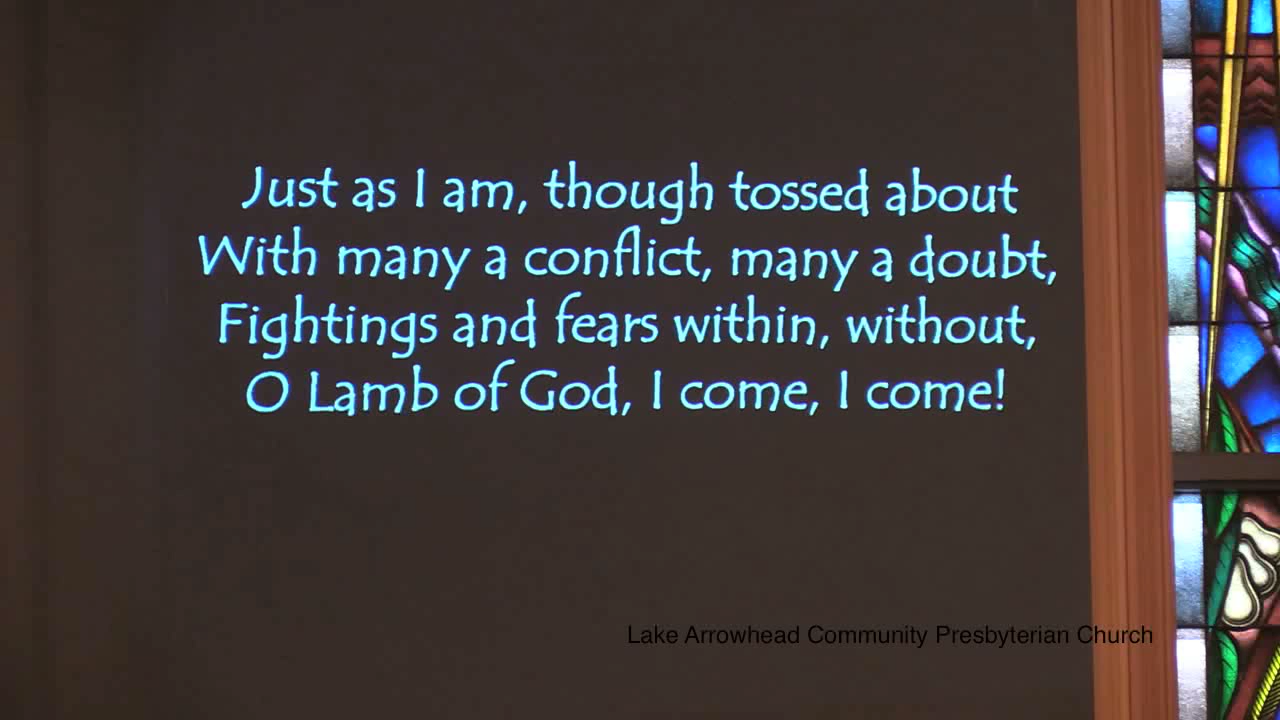 Just as I am, though tossed about
With many a conflict, many a doubt,
Fightings and fears within, without,
O Lamb of God, I come, I come!
Lake Arrowhead Community Presbyterian Church